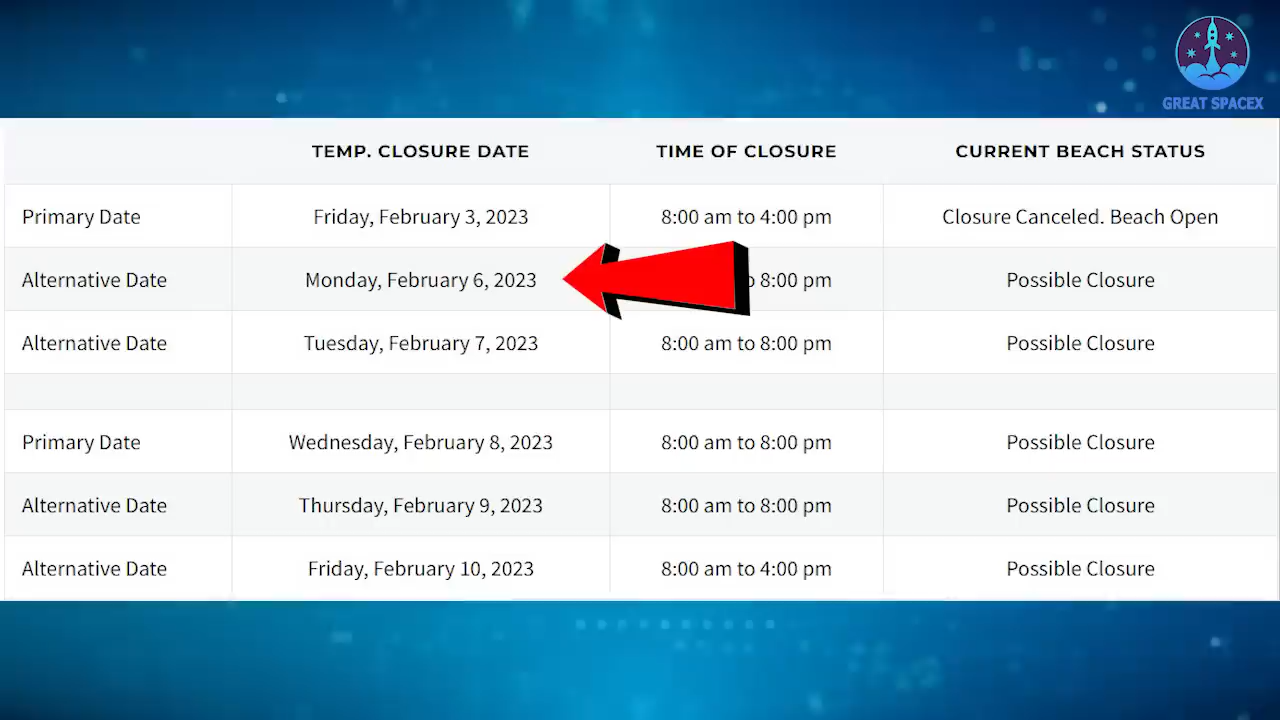 GREAT SPACEX
TEMP. CLOSURE DATE TIME OF CLOSURE CURRENT BEACH STATUS
Primary Date Friday, February 3, 2023 8:00 am to 4:00 pm Closure Canceled. Beach Open
Alternative Date Monday, February 6, 2023 8:00 pm Possible Closure
Alternative Date Tuesday, February 7, 2023 8:00 am to 8:00 pm Possible Closure
Primary Date Wednesday, February 8, 2023 8:00 am to 8:00 pm Possible Closure
Alternative Date Thursday, February 9, 2023 8:00 am to 8:00 pm Possible Closure
Alternative Date Friday, February 10, 2023 8:00 am to 4:00 pm Possible Closure